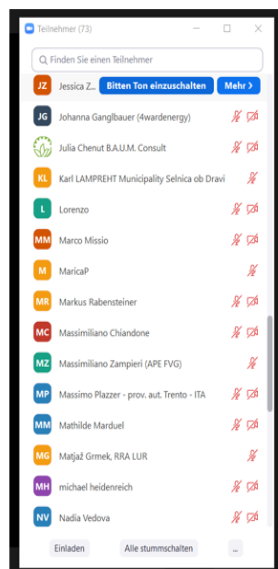 Teilnehmer (73)
Finden Sie einen Teilnehmer
JZ Jessica Z... Bitten Ton einzuschalten Mehr >
JG Johanna Ganglbauer (4wardenergy)
Julia Chenut B.A.U.M. Consult
KL Karl LAMPREHT Municipality Selnica ob Dravi
L Lorenzo
MM Marco Missio
M MaricaP
MR Markus Rabensteiner
MC Massimiliano Chiandone
MZ Massimiliano Zampieri (APE FVG)
MP Massimo Plazzer - prov. aut. Trento - ITA
MM Mathilde Marduel
MG Matjaž Grmek, RRA LUR
MH michael heidenreich
NV Nadia Vedova
Einladen Alle stummschalten ...